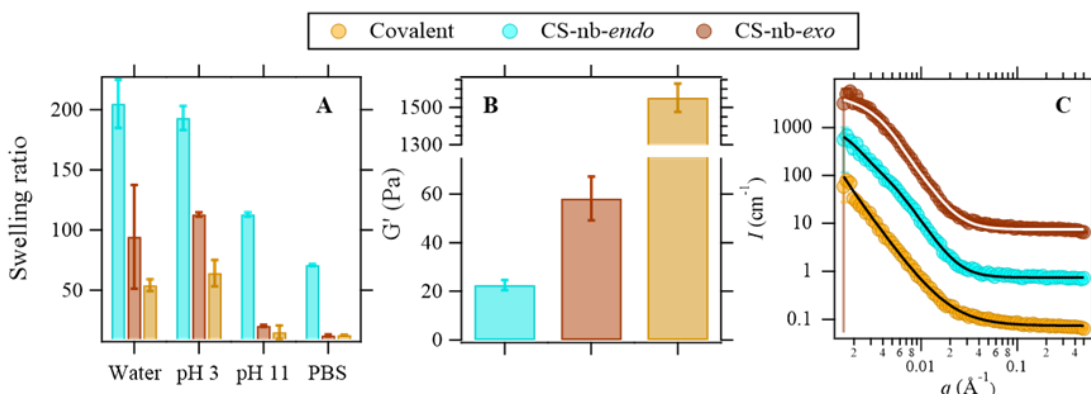 Covalent CS-nb-endo CS-nb-exo
A
Swelling ratio
200
150
100
50
Water pH 3 pH 11 PBS
B
G' (Pa)
1500
1300
60
40
20
0
C
I (cm⁻¹)
1000
100
10
1
0.1
2 4 6 8 0.01 2 4 6 8 0.1 2 4
q (Å⁻¹)